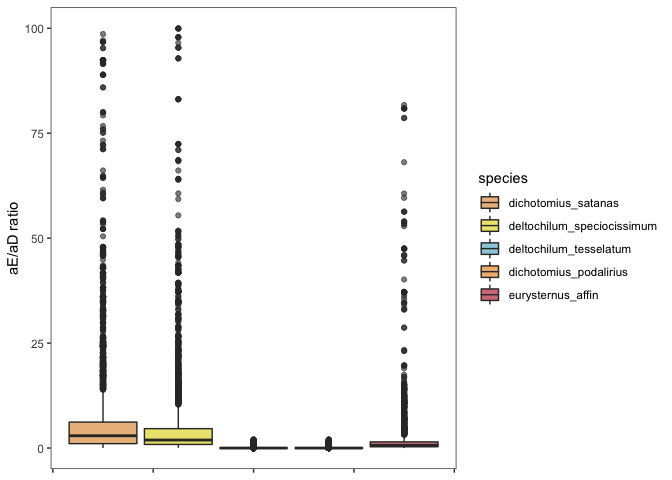 100
75
50
25
0
aE/aD ratio
species
dichotomius_satanas
deltochilum_speciocissimum
deltochilum_tesselatum
dichotomius_podalirius
eurysternus_affin